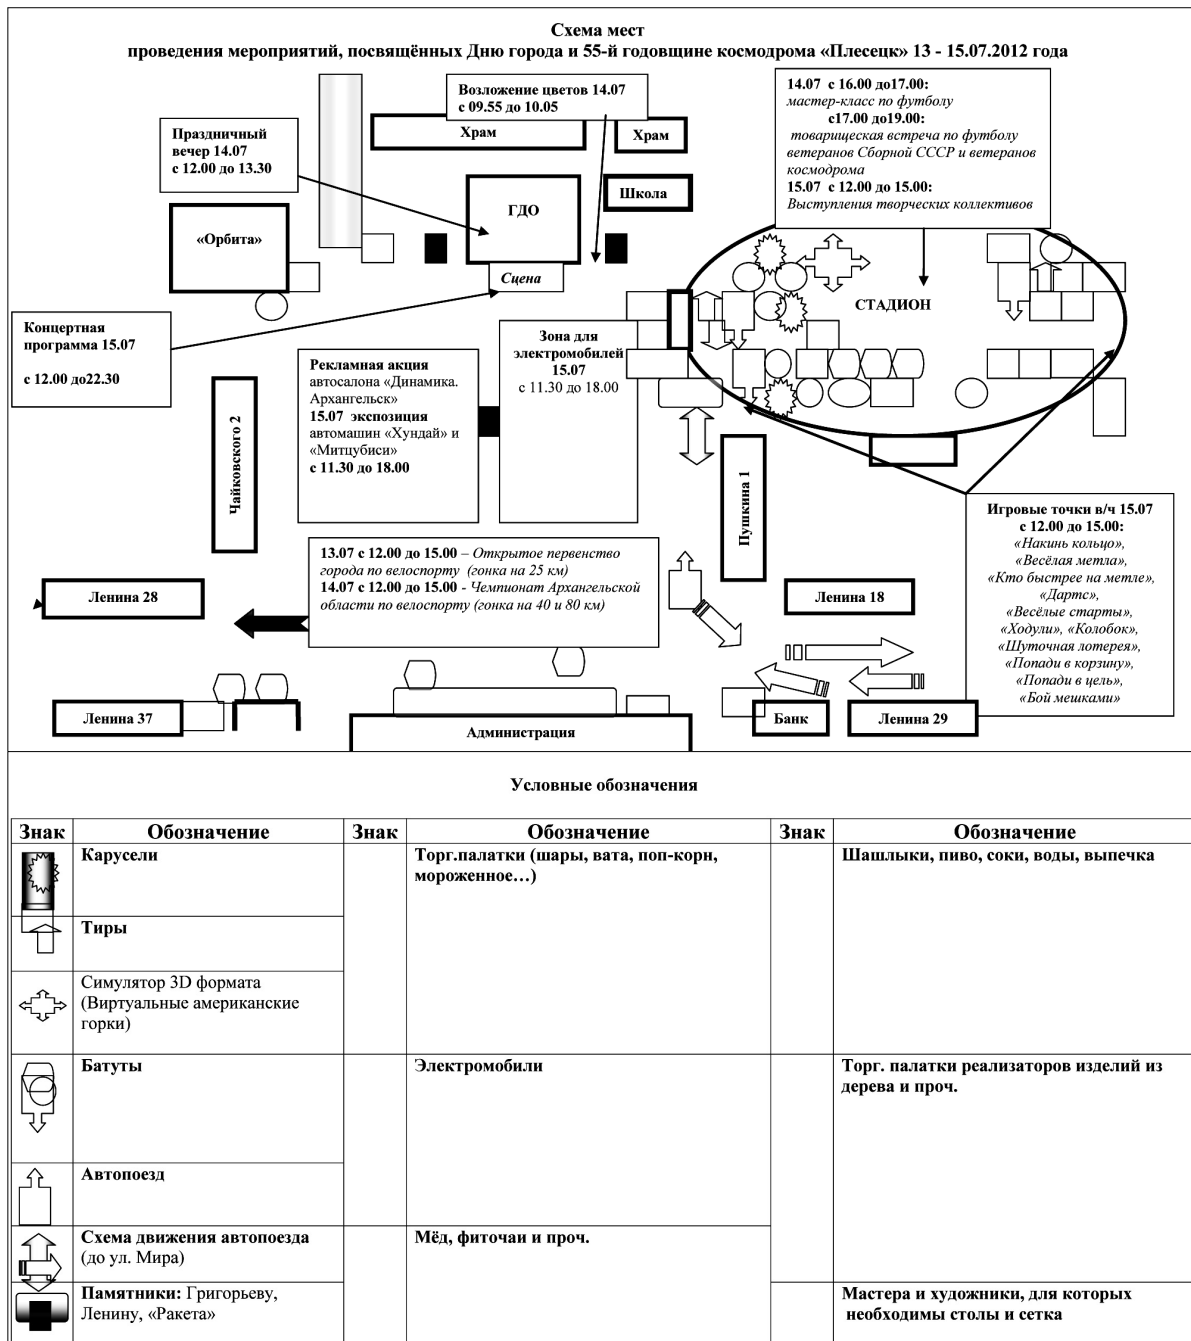 Схема мест
проведения мероприятий, посвящённых Дню города и 55-й годовщине космодрома «Плесецк» 13 - 15.07.2012 года
Возложение цветов 14.07
с 09.55 до 10.05
14.07  с 16.00 до17.00:
мастер-класс по футболу
с17.00 до19.00:
товарищеская встреча по футболу
ветеранов Сборной СССР и ветеранов
космодрома
15.07  с 12.00 до 15.00:
Выступления творческих коллективов
Праздничный
вечер 14.07
с 12.00 до 13.30
Храм
Храм
Школа
ГДО
«Орбита»
Сцена
СТАДИОН
Концертная
программа 15.07
с 12.00 до22.30
Зона для
электромобилей
15.07
с 11.30 до 18.00
Рекламная акция
автосалона «Динамика.
Архангельск»
15.07  экспозиция
автомашин «Хундай» и
«Митцубиси»
с 11.30 до 18.00
Чайковского 2
Пушкина 1
Игровые точки в/ч 15.07
с 12.00 до 15.00:
«Накинь кольцо»,
«Весёлая метла»,
«Кто быстрее на метле»,
«Дартс»,
«Весёлые старты»,
«Ходули», «Колобок»,
«Шуточная лотерея»,
«Попади в корзину»,
«Попади в цель»,
«Бой мешками»
13.07 с 12.00 до 15.00 – Открытое первенство
города по велоспорту  (гонка на 25 км)
14.07 с 12.00 до 15.00 - Чемпионат Архангельской
области по велоспорту (гонка на 40 и 80 км)
Ленина 28
Ленина 18
Ленина 37
Администрация
Банк
Ленина 29
Условные обозначения
Знак Обозначение Знак Обозначение Знак Обозначение
Карусели
Торг.палатки (шары, вата, поп-корн,
мороженное…)
Шашлыки, пиво, соки, воды, выпечка
Тиры
Симулятор 3D формата
(Виртуальные американские
горки)
Батуты
Электромобили
Торг. палатки реализаторов изделий из
дерева и проч.
Автопоезд
Схема движения автопоезда
(до ул. Мира)
Мёд, фиточаи и проч.
Памятники: Григорьеву,
Ленину, «Ракета»
Мастера и художники, для которых
необходимы столы и сетка